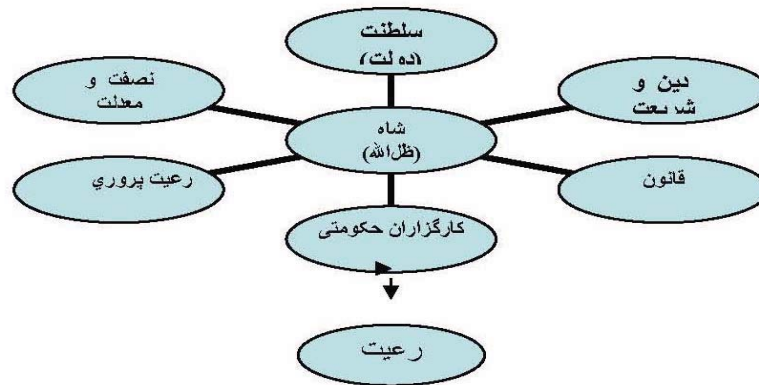 سلطنت
(دولت)
نصفت و
معدلت
دین و
شریعت
شاه
(ظل‌الله)
رعیت پروري
قانون
کارگزاران حکومتی
رعیت